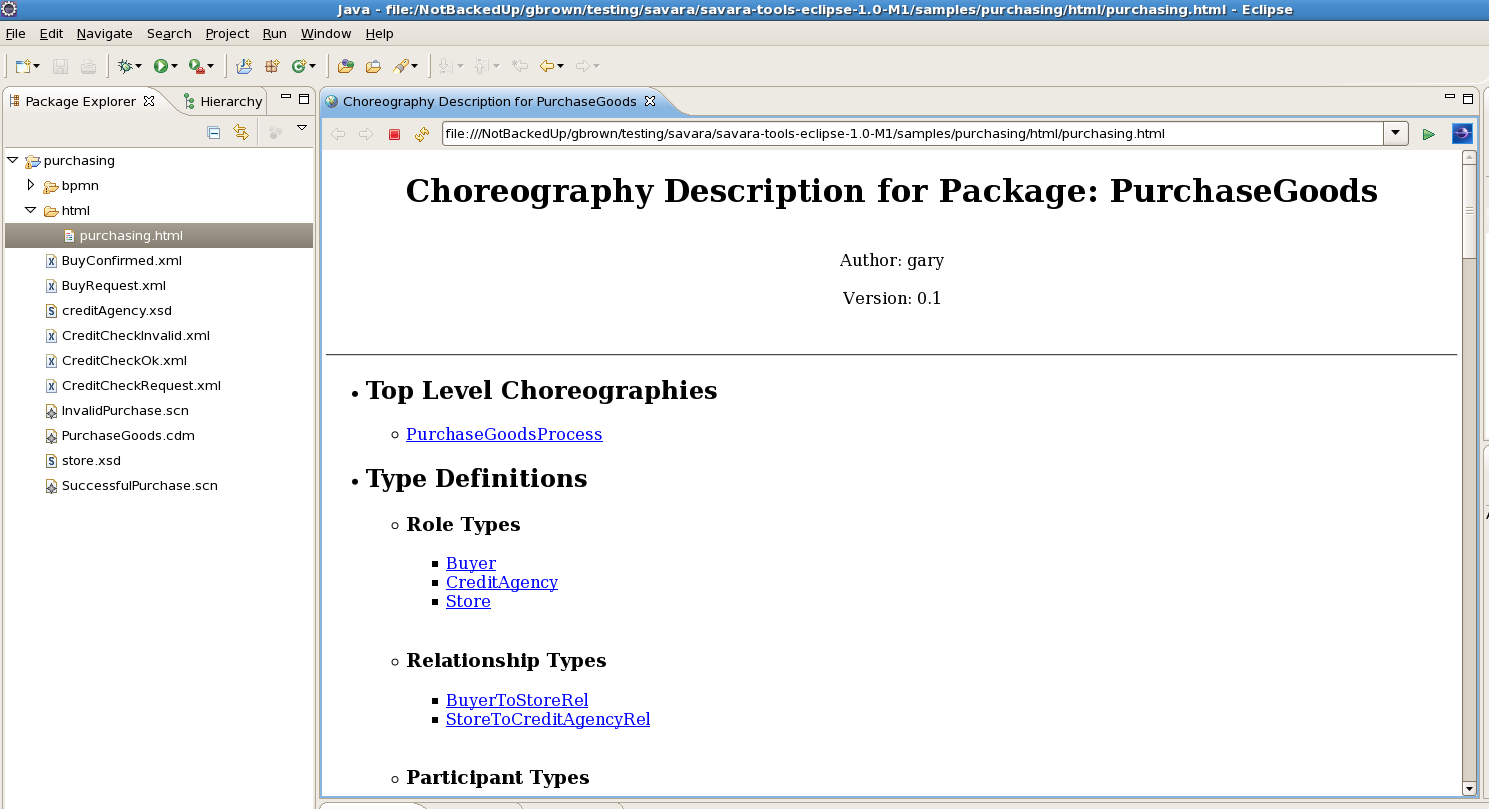 Java - file:/NotBackedUp/gbrown/testing/savara/savara-tools-eclipse-1.0-M1/samples/purchasing/html/purchasing.html - Eclipse
File Edit Navigate Search Project Run Window Help
Package Explorer Hierarchy
Choreography Description for PurchaseGoods
file:///NotBackedUp/gbrown/testing/savara/savara-tools-eclipse-1.0-M1/samples/purchasing/html/purchasing.html
purchasing
bpmn
html
purchasing.html
BuyConfirmed.xml
BuyRequest.xml
creditAgency.xsd
CreditCheckInvalid.xml
CreditCheckOk.xml
CreditCheckRequest.xml
InvalidPurchase.scn
PurchaseGoods.cdm
store.xsd
SuccessfulPurchase.scn
Choreography Description for Package: PurchaseGoods
Author: gary
Version: 0.1
Top Level Choreographies
PurchaseGoodsProcess
Type Definitions
Role Types
Buyer
CreditAgency
Store
Relationship Types
BuyerToStoreRel
StoreToCreditAgencyRel
Participant Types